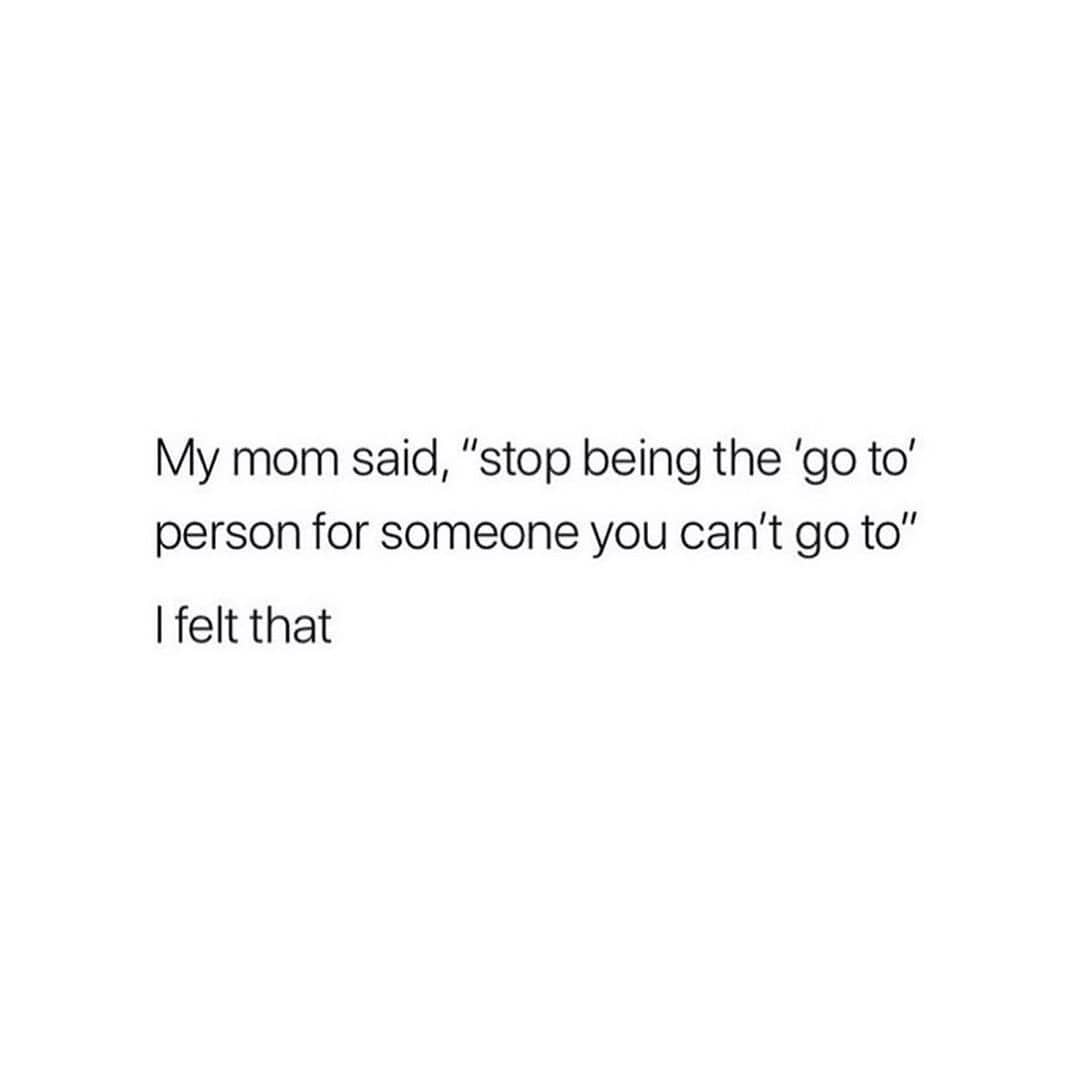 My mom said, "stop being the 'go to'
person for someone you can't go to"
I felt that